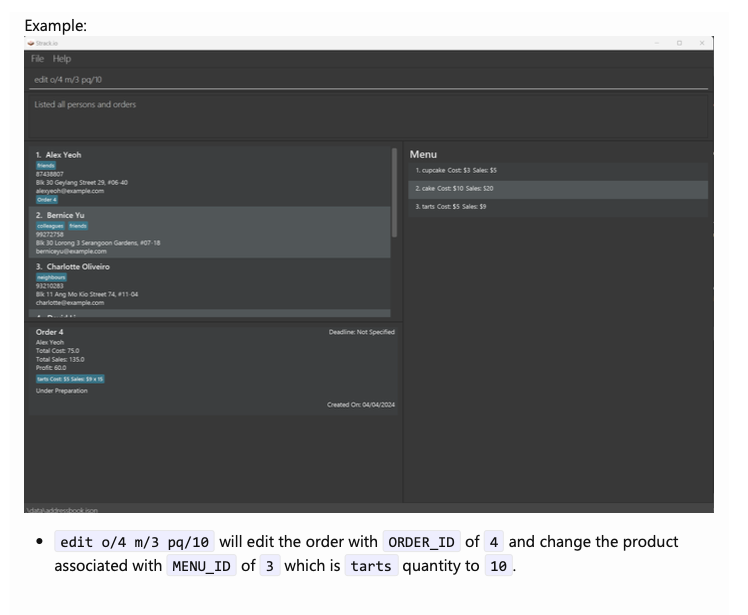 Example:
Strack.io
File Help
edit o/4 m/3 pq/10
Listed all persons and orders
1. Alex Yeoh
friends
87438807
Blk 30 Geylang Street 29, #06-40
alexyeoh@example.com
Order 4
2. Bernice Yu
colleagues friends
99272758
Blk 30 Lorong 3 Serangoon Gardens, #07-18
berniceyu@example.com
3. Charlotte Oliveiro
neighbours
93210283
Blk 11 Ang Mo Kio Street 74, #11-04
charlotte@example.com
Menu
1. cupcake Cost: $3 Sales: $5
2. cake Cost: $10 Sales: $20
3. tarts Cost: $5 Sales: $9
Order 4 Deadline: Not Specified
Alex Yeoh
Total Cost: 75.0
Total Sales: 135.0
Profit: 60.0
tarts Cost: $5 Sales: $9 x 15
Under Preparation
Created On: 04/04/2024
.\data\addressbook.json
• edit o/4 m/3 pq/10 will edit the order with ORDER_ID of 4 and change the product
associated with MENU_ID of 3 which is tarts quantity to 10.